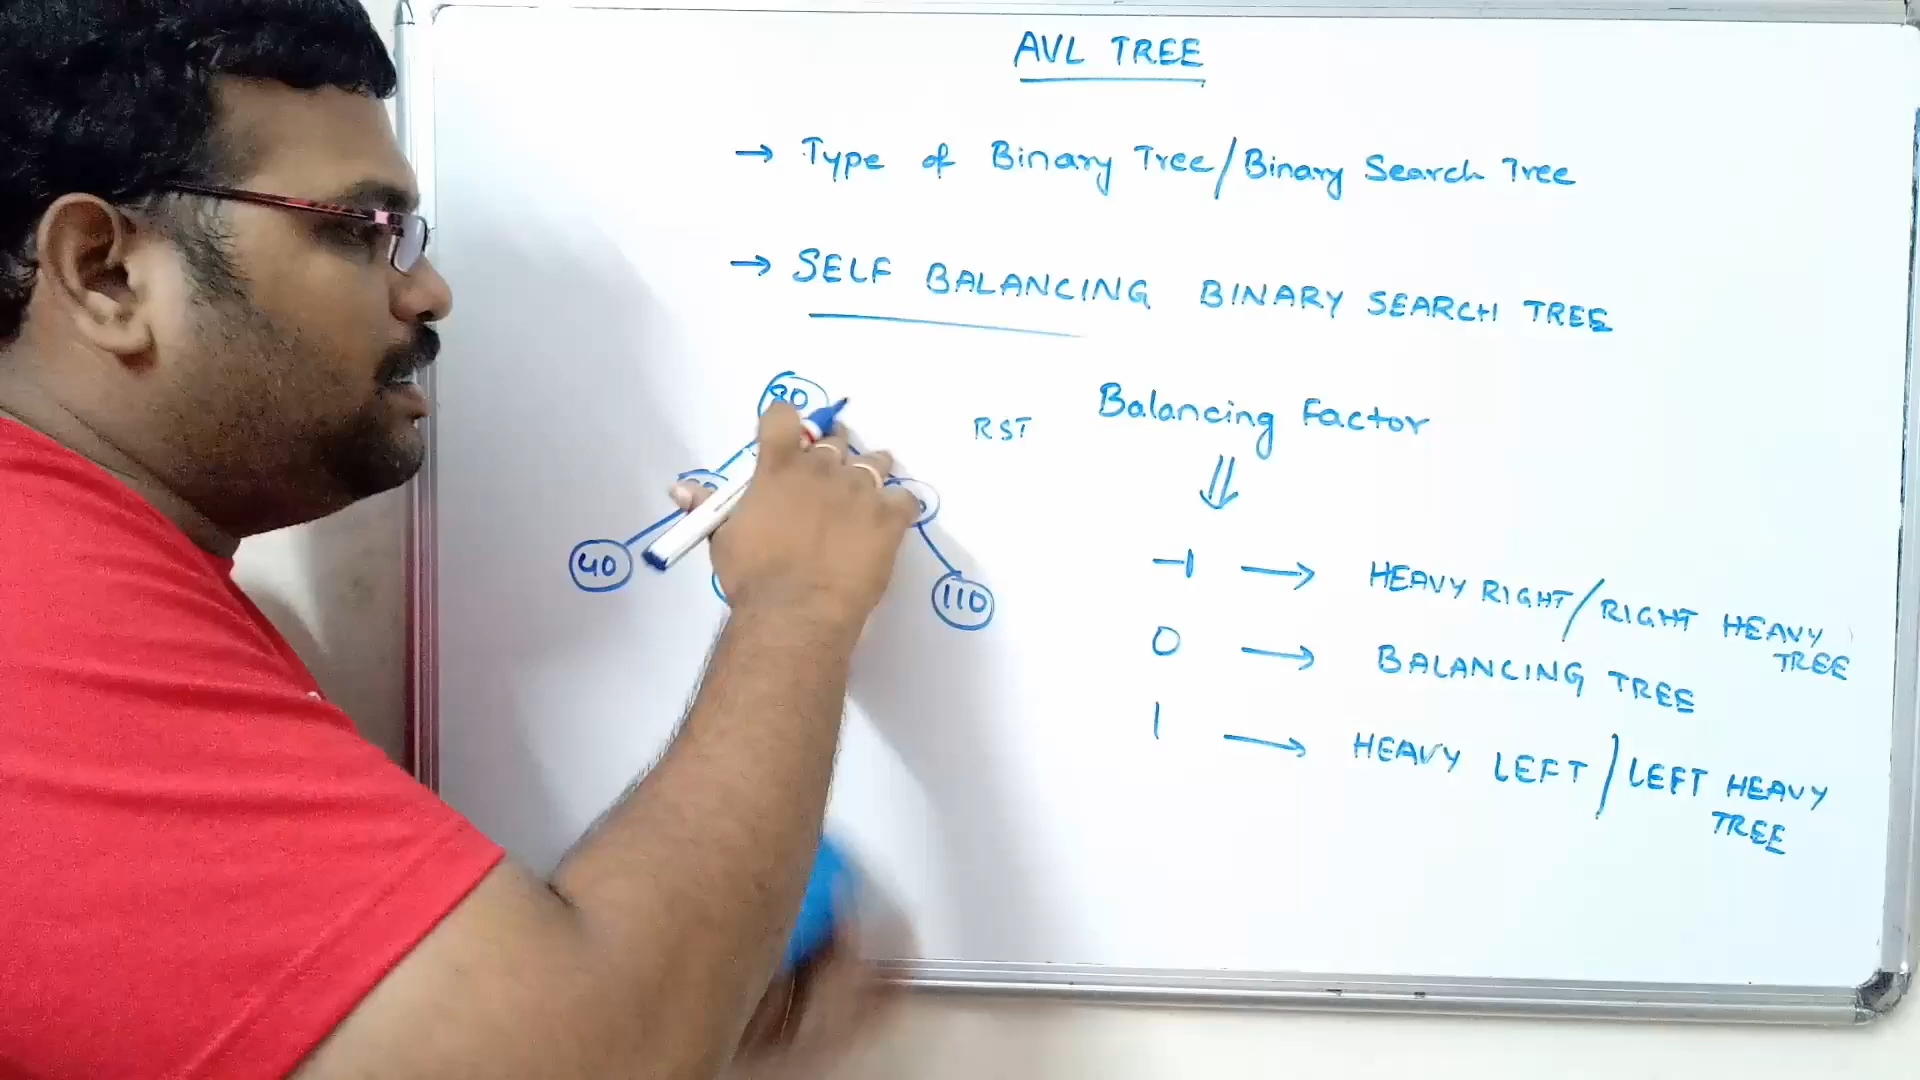 AVL TREE
→ Type of Binary Tree/Binary Search Tree
→ SELF BALANCING BINARY SEARCH TREE
80
RST
Balancing Factor
⇓
40
110
-1 → HEAVY RIGHT/RIGHT HEAVY TREE
0 → BALANCING TREE
1 → HEAVY LEFT/LEFT HEAVY TREE